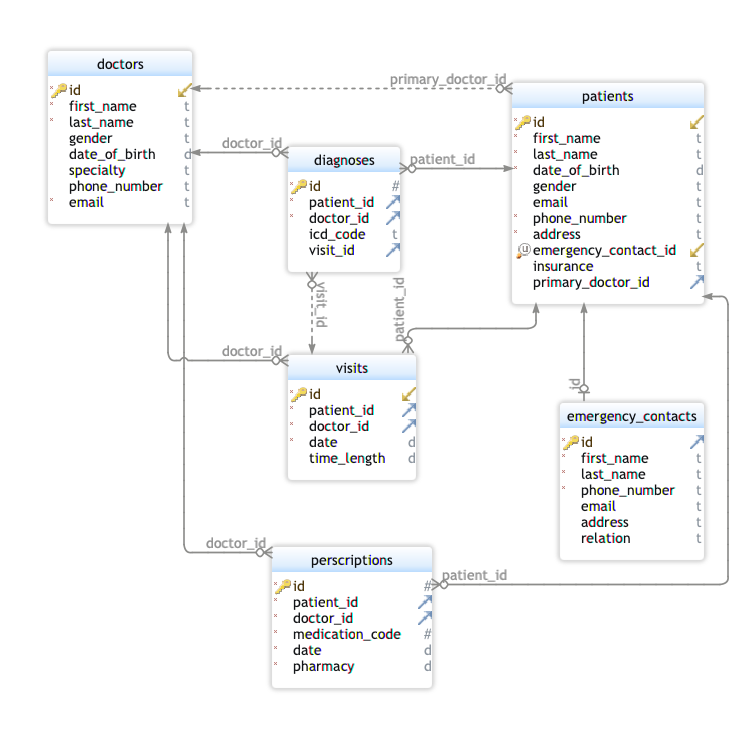 doctors
id
first_name t
last_name t
gender t
date_of_birth d
specialty t
phone_number t
email t
primary_doctor_id
patients
id
first_name t
last_name t
date_of_birth d
gender t
email t
phone_number t
address t
u emergency_contact_id
insurance t
primary_doctor_id
doctor_id
diagnoses
id #
patient_id
doctor_id
icd_code t
visit_id
patient_id
visit_id
patient_id
doctor_id
visits
id
patient_id
doctor_id
date d
time_length d
id
emergency_contacts
id
first_name t
last_name t
phone_number t
email t
address t
relation t
doctor_id
perscriptions
id #
patient_id
doctor_id
medication_code #
date d
pharmacy d
patient_id